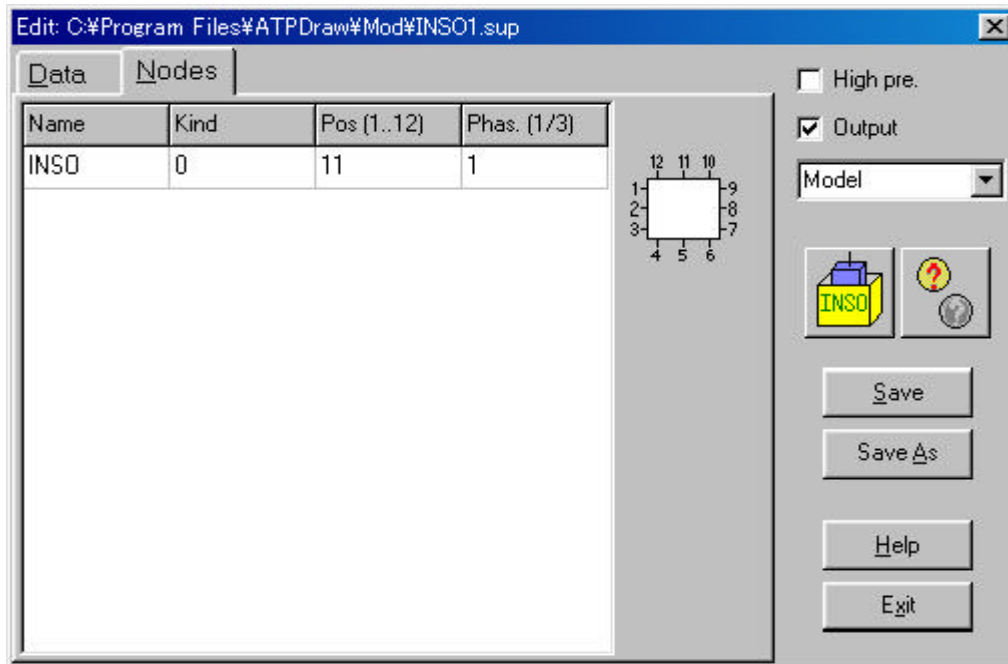 Edit: C:¥Program Files¥ATPDraw¥Mod¥INSO1.sup
Data
Nodes
Name Kind Pos (1..12) Phas. (1/3)
INSO 0 11 1
12 11 10
1 9
2 8
3 7
4 5 6
High pre.
Output
Model
INSO
?
?
Save
Save As
Help
Exit